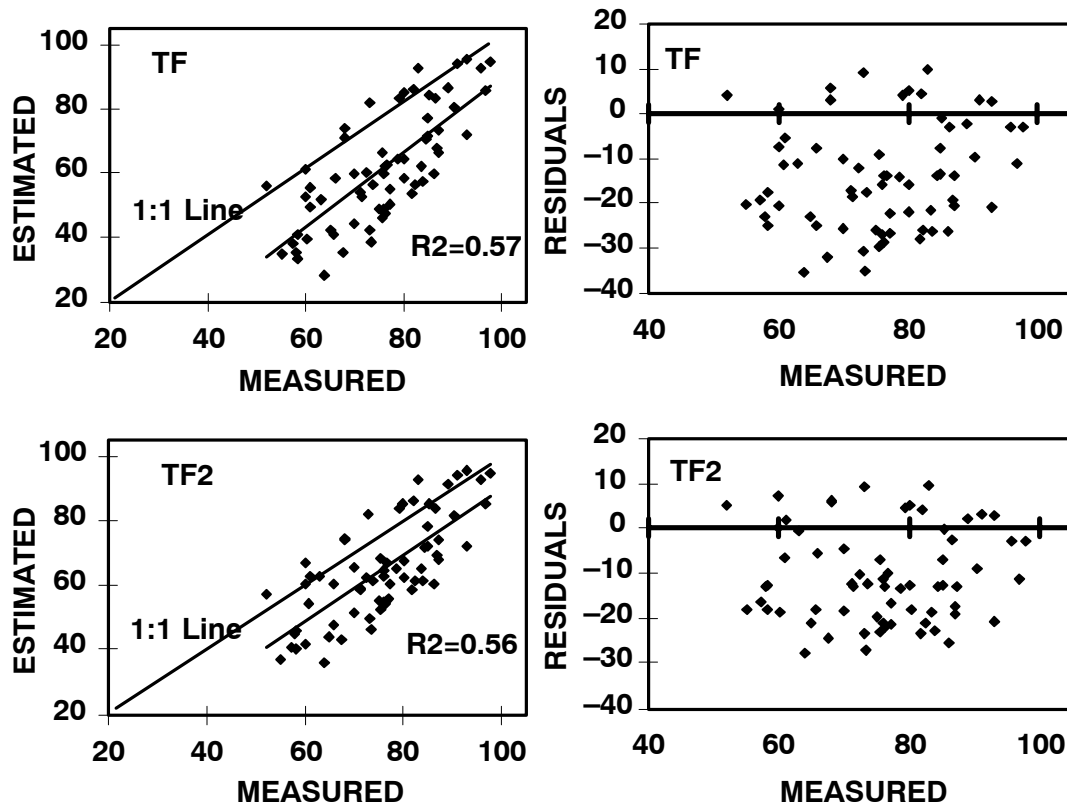 TF
100
80
60
40
20
ESTIMATED
1:1 Line
R2=0.57
20 40 60 80 100
MEASURED
TF
20
10
0
–10
–20
–30
–40
RESIDUALS
40 60 80 100
MEASURED
TF2
100
80
60
40
20
ESTIMATED
1:1 Line
R2=0.56
20 40 60 80 100
MEASURED
TF2
20
10
0
–10
–20
–30
–40
RESIDUALS
40 60 80 100
MEASURED